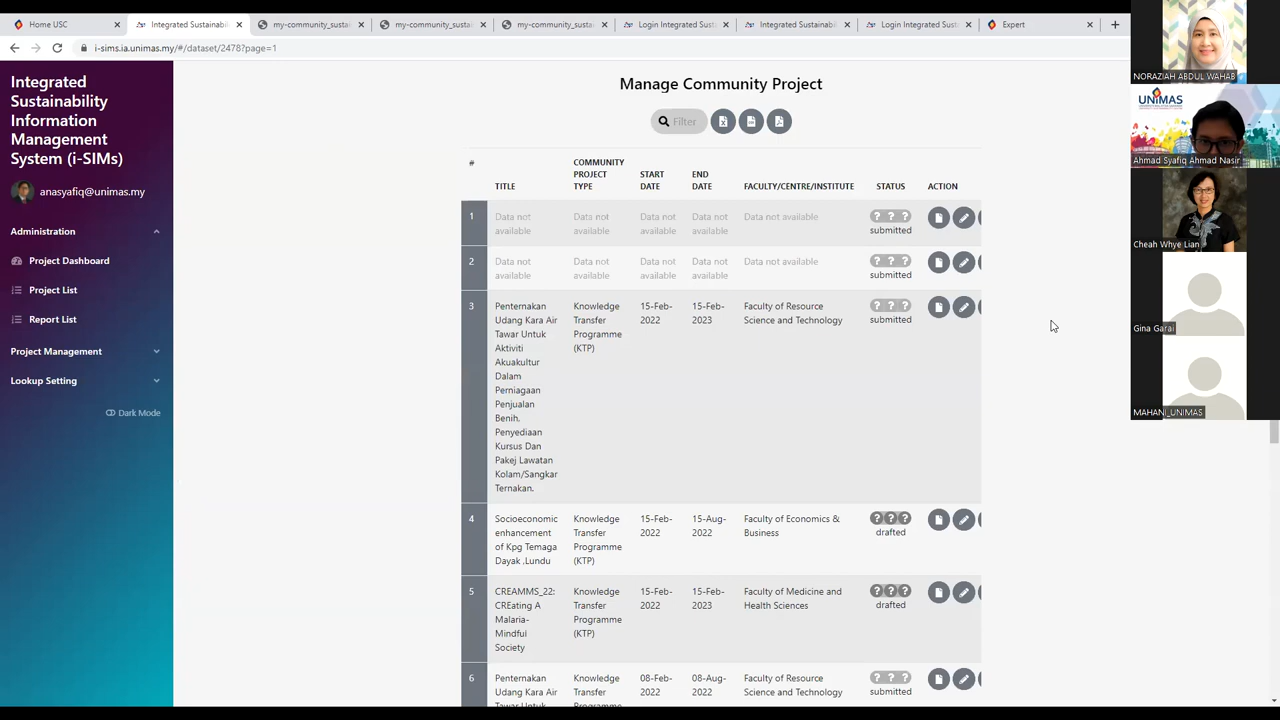 Home USC
Integrated Sustainabili
my-community_susta
my-community_susta
my-community_susta
Login Integrated Sust
Integrated Sustainabili
Login Integrated Sust
Expert
i-sims.ia.unimas.my/#/dataset/2478?page=1
Integrated
Sustainability
Information
Management
System (i-SIMs)
anasyafiq@unimas.my
Administration
Project Dashboard
Project List
Report List
Project Management
Lookup Setting
Dark Mode
Manage Community Project
Filter
# TITLE COMMUNITY PROJECT TYPE START DATE END DATE FACULTY/CENTRE/INSTITUTE STATUS ACTION
1 Data not Data not Data not Data not Data not available ? ? ?
available available available available submitted
2 Data not Data not Data not Data not Data not available ? ? ?
available available available available submitted
3 Penternakan Knowledge 15-Feb- 15-Feb- Faculty of Resource ? ? ?
Udang Kara Air Transfer 2022 2023 Science and Technology submitted
Tawar Untuk Programme
Aktiviti (KTP)
Akuakultur
Dalam
Perniagaan
Penjualan
Benih,
Penyediaan
Kursus Dan
Pakej Lawatan
Kolam/Sangkar
Ternakan.
4 Socioeconomic Knowledge 15-Feb- 15-Aug- Faculty of Economics & ? ? ?
enhancement Transfer 2022 2022 Business drafted
of Kpg Temaga Programme
Dayak ,Lundu (KTP)
5 CREAMMS_22: Knowledge 15-Feb- 15-Feb- Faculty of Medicine and ? ? ?
CREating A Transfer 2022 2023 Health Sciences drafted
Malaria- Programme
Mindful (KTP)
Society
6 Penternakan Knowledge 08-Feb- 08-Aug- Faculty of Resource ? ? ?
Udang Kara Air Transfer 2022 2022 Science and Technology submitted
Tawar Untuk Programme
NORAZIAH ABDUL WAHAB
UNIMAS
Ahmad Syafiq Ahmad Nasir
Cheah Whye Lian
Gina Garai
MAHANI_UNIMAS